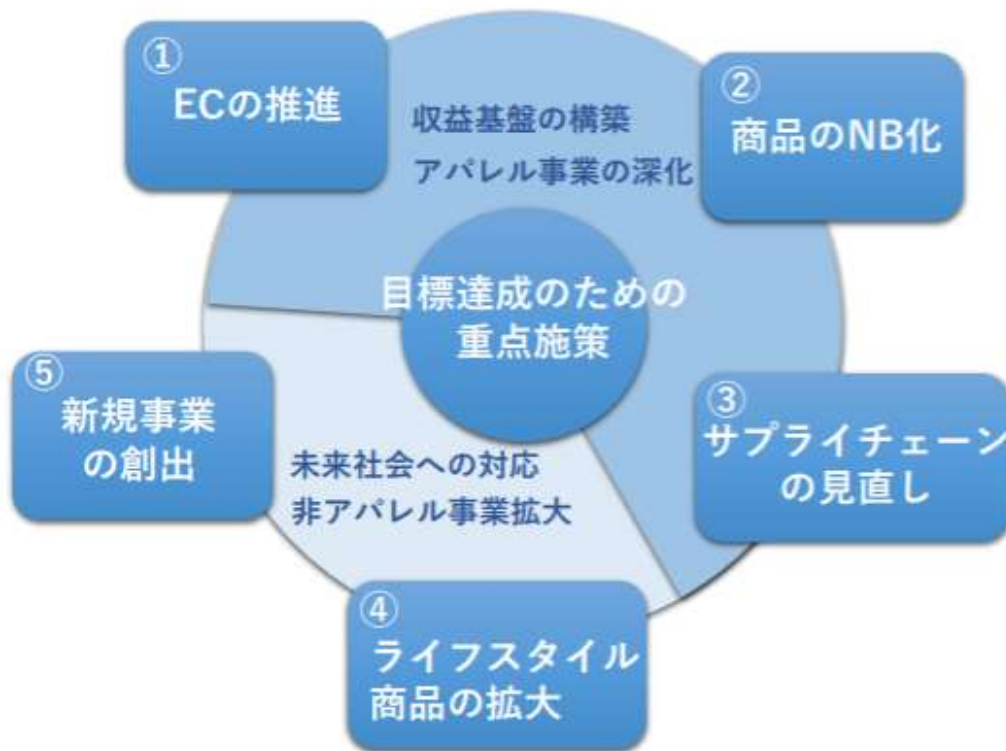 ①
ECの推進
②
商品のNB化
収益基盤の構築
アパレル事業の深化
目標達成のための
重点施策
③
サプライチェーン
の見直し
④
ライフスタイル
商品の拡大
⑤
新規事業
の創出
未来社会への対応
非アパレル事業拡大